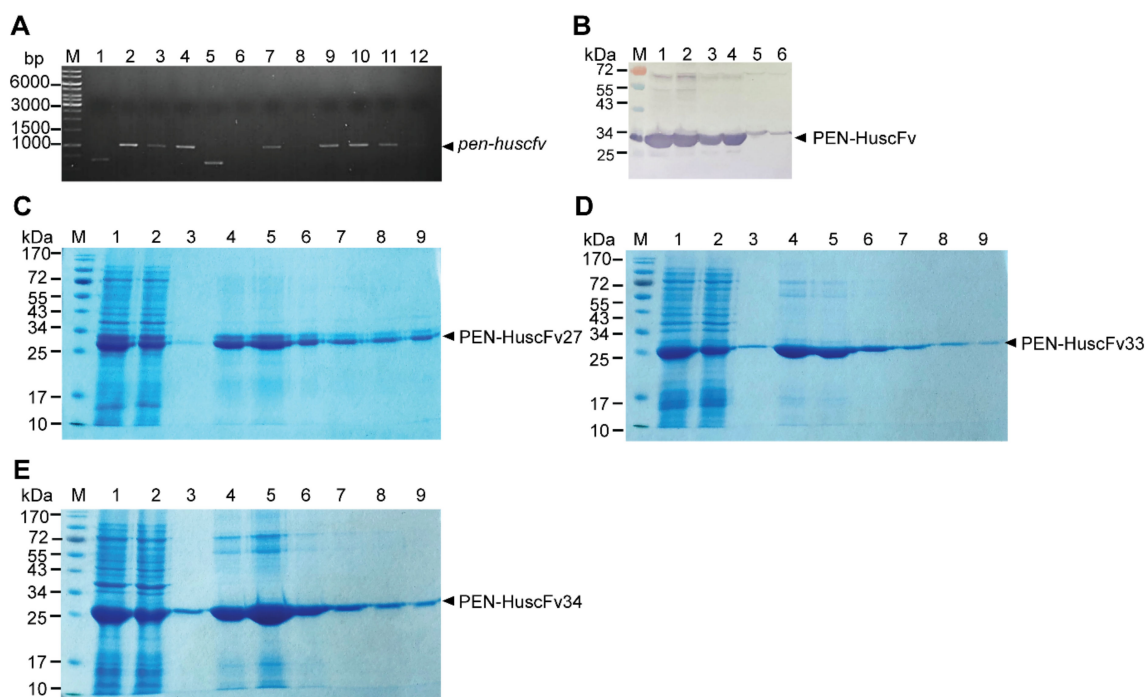 A
bp M 1 2 3 4 5 6 7 8 9 10 11 12
6000
3000
1500
1000
pen-huscfv
B
kDa M 1 2 3 4 5 6
72
55
43
34
25
PEN-HuscFv
C
kDa M 1 2 3 4 5 6 7 8 9
170
72
55
43
34
25
17
10
PEN-HuscFv27
D
kDa M 1 2 3 4 5 6 7 8 9
170
72
55
43
34
25
17
10
PEN-HuscFv33
E
kDa M 1 2 3 4 5 6 7 8 9
170
72
55
43
34
25
17
10
PEN-HuscFv34